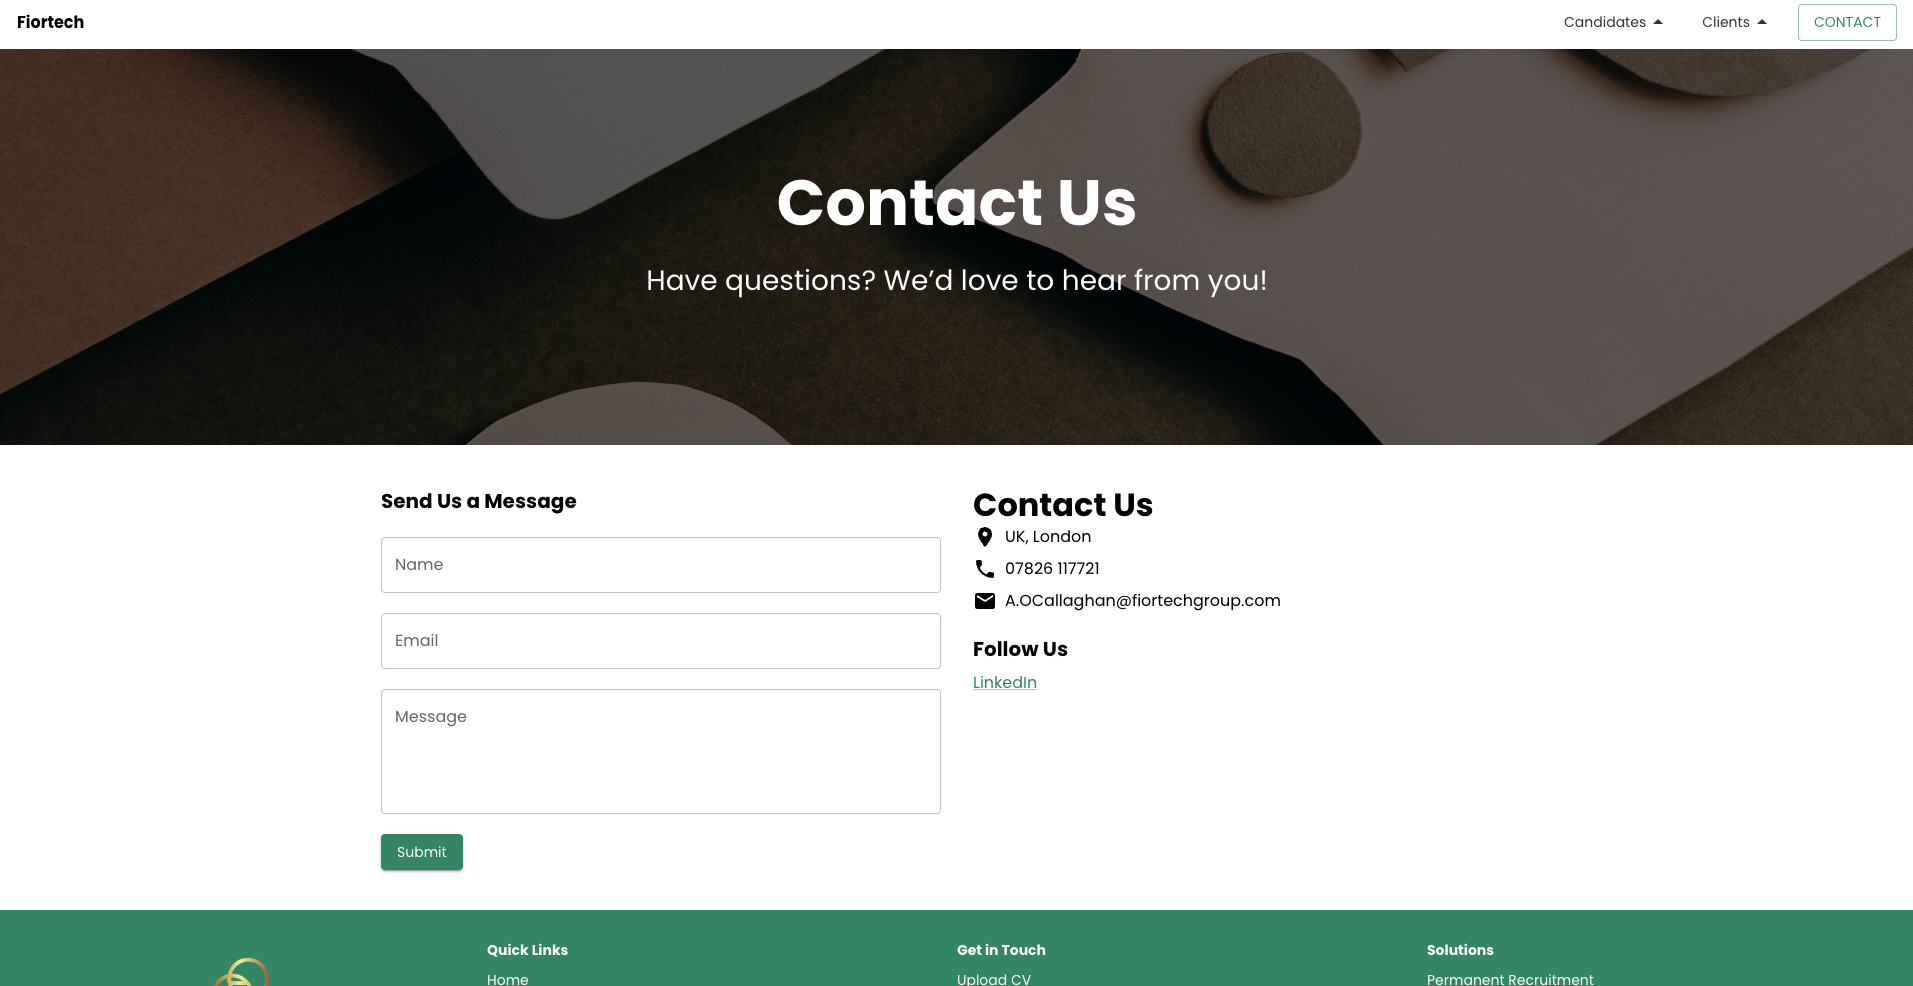 Fiortech
Candidates
Clients
CONTACT
Contact Us
Have questions? We’d love to hear from you!
Send Us a Message
Name
Email
Message
Submit
Contact Us
UK, London
07826 117721
A.OCallaghan@fiortechgroup.com
Follow Us
LinkedIn
Quick Links
Home
Get in Touch
Upload CV
Solutions
Permanent Recruitment